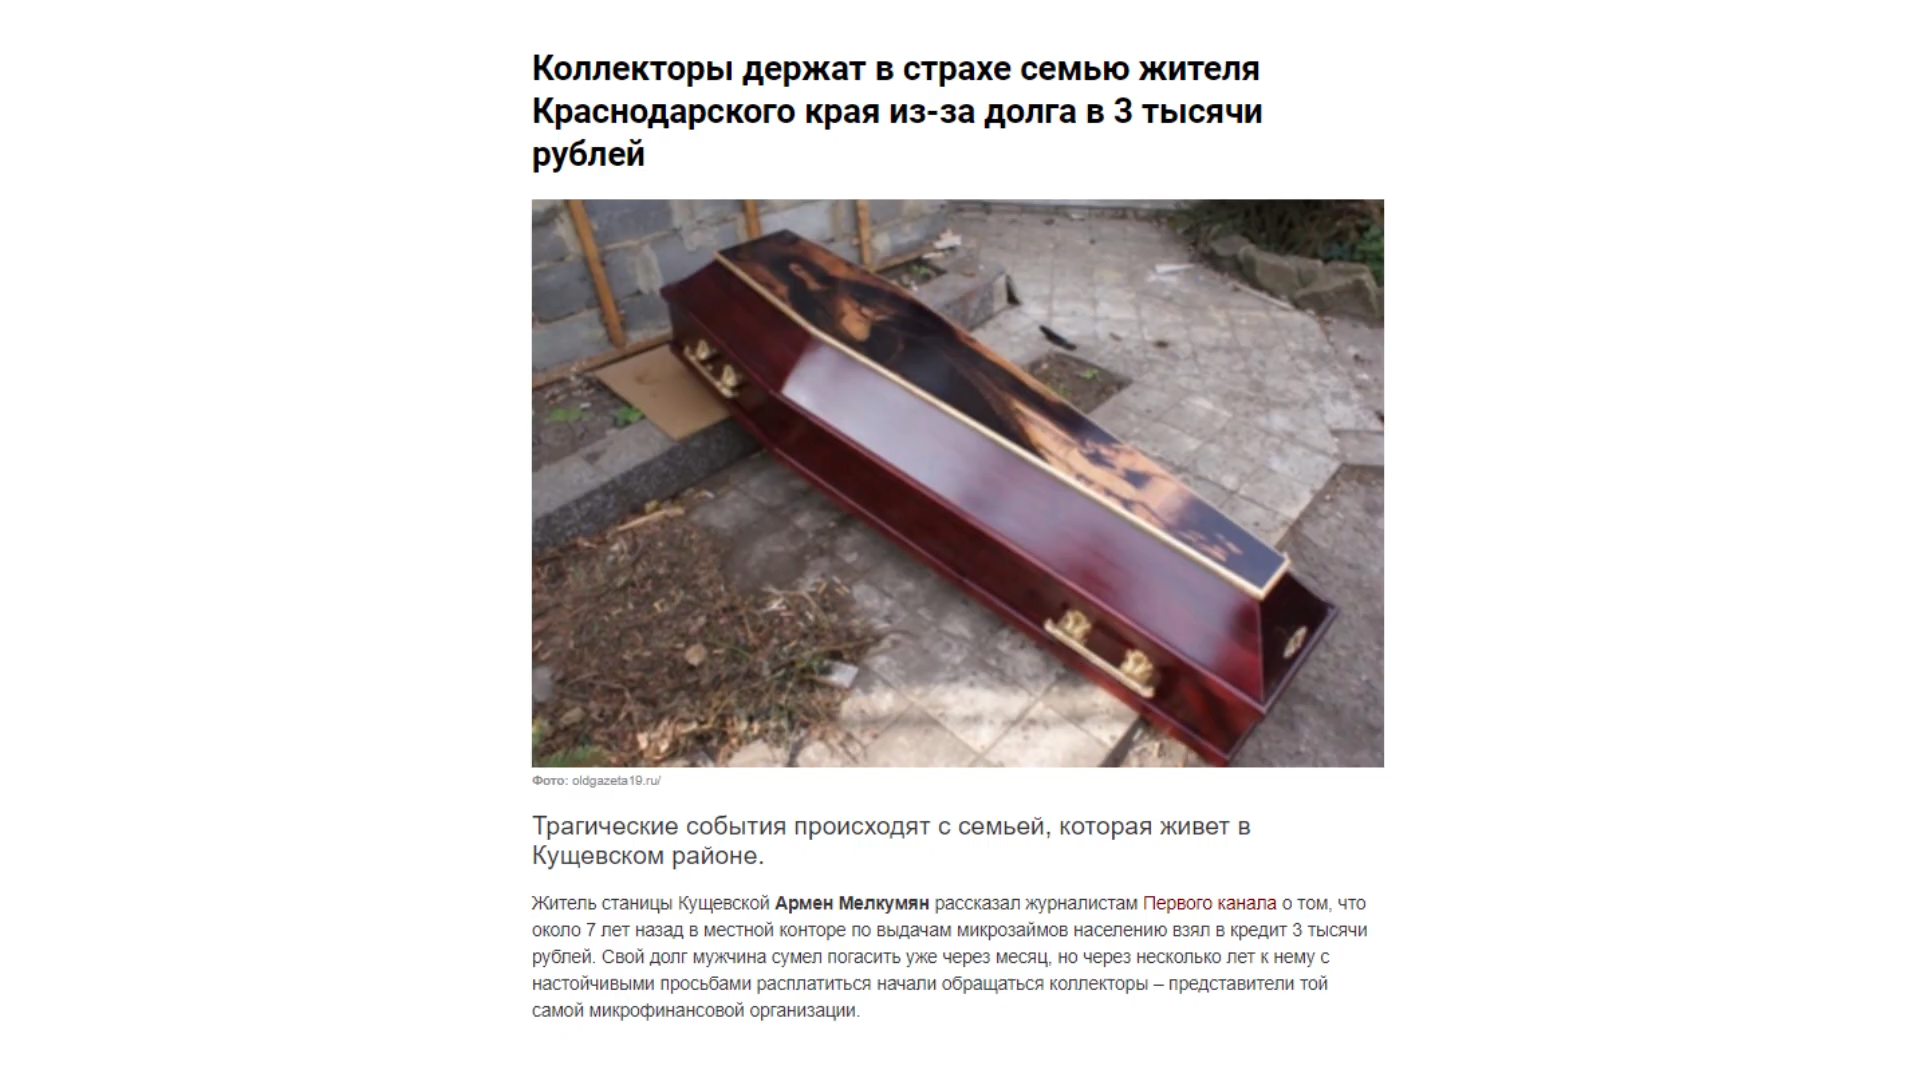 Коллекторы держат в страхе семью жителя
Краснодарского края из-за долга в 3 тысячи
рублей
Фото: oldgazeta19.ru/
Трагические события происходят с семьей, которая живет в
Кущевском районе.
Житель станицы Кущевской Армен Мелкумян рассказал журналистам Первого канала о том, что
около 7 лет назад в местной конторе по выдачам микрозаймов населению взял в кредит 3 тысячи
рублей. Свой долг мужчина сумел погасить уже через месяц, но через несколько лет к нему с
настойчивыми просьбами расплатиться начали обращаться коллекторы – представители той
самой микрофинансовой организации.